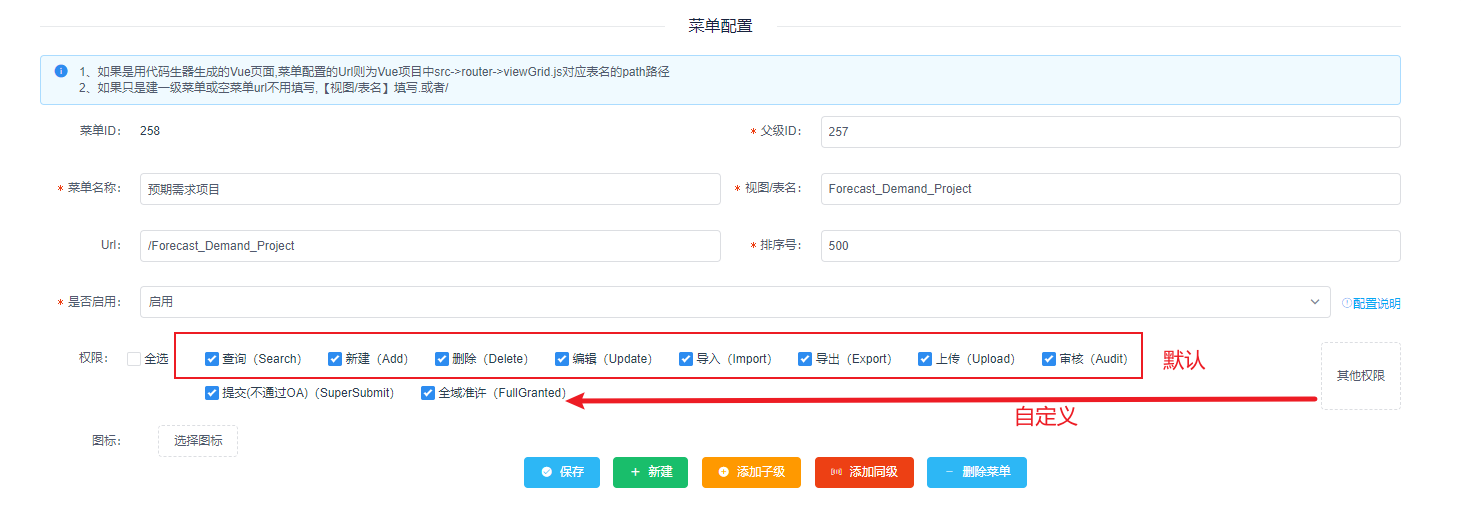 菜单配置
1、如果是用代码生器生成的Vue页面,菜单配置的Url则为Vue项目中src->router->viewGrid.js对应表名的path路径
2、如果只是建一级菜单或空菜单url不用填写,【视图/表名】填写.或者/
菜单ID: 258 * 父级ID: 257
* 菜单名称: 预期需求项目 * 视图/表名: Forecast_Demand_Project
Url: /Forecast_Demand_Project * 排序号: 500
* 是否启用: 启用 配置说明
权限: 全选 查询（Search） 新建（Add） 删除（Delete） 编辑（Update） 导入（Import） 导出（Export） 上传（Upload） 审核（Audit） 默认
其他权限
提交(不通过OA)（SuperSubmit） 全域准许（FullGranted）
自定义
图标: 选择图标
保存 新建 添加子级 添加同级 删除菜单